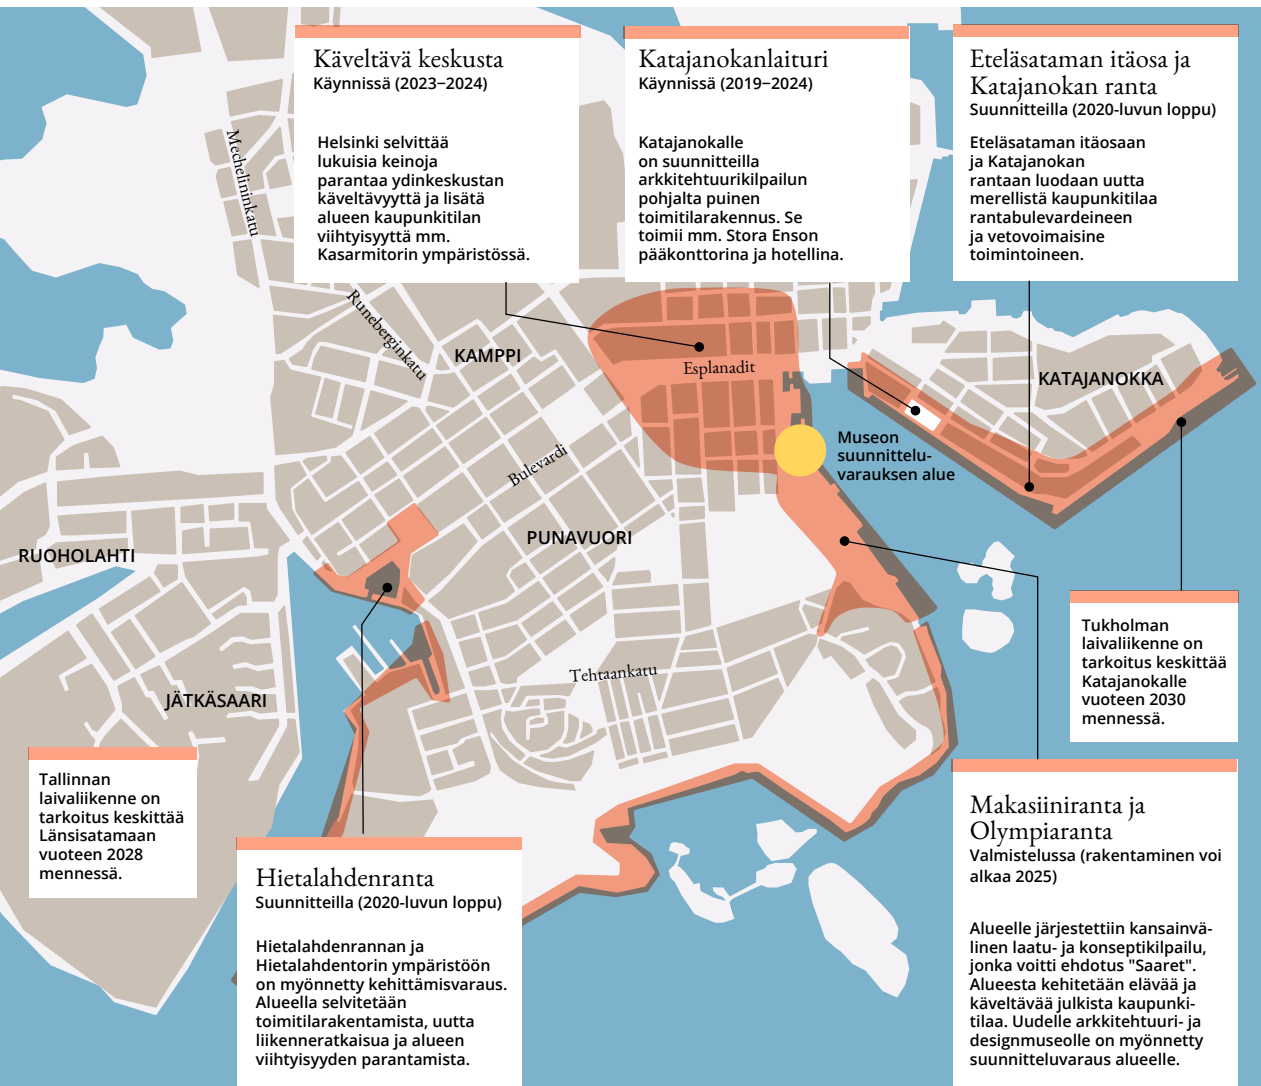 Käveltävä keskusta
Käynnissä (2023–2024)
Helsinki selvittää
lukuisia keinoja
parantaa ydinkeskustan
käveltävyyttä ja lisätä
alueen kaupunkitilan
viihtyisyyttä mm.
Kasarmitorin ympäristössä.
Katajanokanlaituri
Käynnissä (2019–2024)
Katajanokalle
on suunnitteilla
arkkitehtuurikilpailun
pohjalta puinen
toimitilarakennus. Se
toimii mm. Stora Enson
pääkonttorina ja hotellina.
Eteläsataman itäosa ja
Katajanokan ranta
Suunnitteilla (2020-luvun loppu)
Eteläsataman itäosaan
ja Katajanokan
rantaan luodaan uutta
merellistä kaupunkitilaa
rantabulevardeineen
ja vetovoimaisine
toimintoineen.
Mechelininkatu
Runeberginkatu
KAMPPI
Esplanadit
KATAJANOKKA
Bulevardi
Museon
suunnittelu-
varauksen alue
RUOHOLAHTI
PUNAVUORI
Tehtaankatu
JÄTKÄSAARI
Tukholman
laivaliikenne on
tarkoitus keskittää
Katajanokalle
vuoteen 2030
mennessä.
Tallinnan
laivaliikenne on
tarkoitus keskittää
Länsisatamaan
vuoteen 2028
mennessä.
Hietalahdenranta
Suunnitteilla (2020-luvun loppu)
Hietalahdenrannan ja
Hietalahdentorin ympäristöön
on myönnetty kehittämisvaraus.
Alueella selvitetään
toimitilarakentamista, uutta
liikenneratkaisua ja alueen
viihtyisyyden parantamista.
Makasiiniranta ja
Olympiaranta
Valmistelussa (rakentaminen voi
alkaa 2025)
Alueelle järjestettiin kansainvä-
linen laatu- ja konseptikilpailu,
jonka voitti ehdotus "Saaret".
Alueesta kehitetään elävää ja
käveltävää julkista kaupunki-
tilaa. Uudelle arkkitehtuuri- ja
designmuseolle on myönnetty
suunnitteluvaraus alueelle.